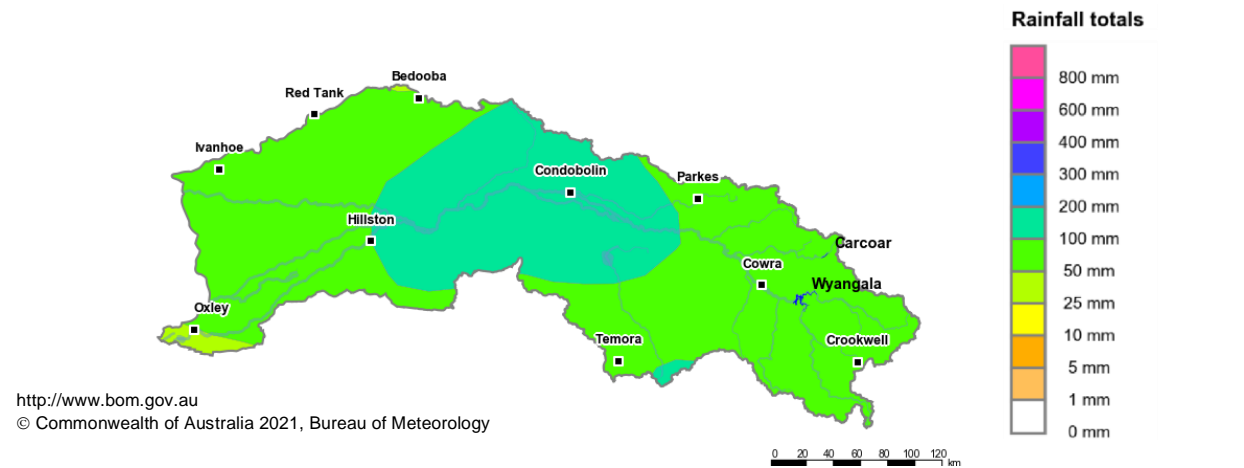 Rainfall totals
Bedooba
Red Tank
Ivanhoe
Condobolin
Parkes
Hillston
Carcoar
Cowra
Wyangala
Oxley
Temora
Crookwell
800 mm
600 mm
400 mm
300 mm
200 mm
100 mm
50 mm
25 mm
10 mm
5 mm
1 mm
0 mm
http://www.bom.gov.au
© Commonwealth of Australia 2021, Bureau of Meteorology
0 20 40 60 80 100 120
km